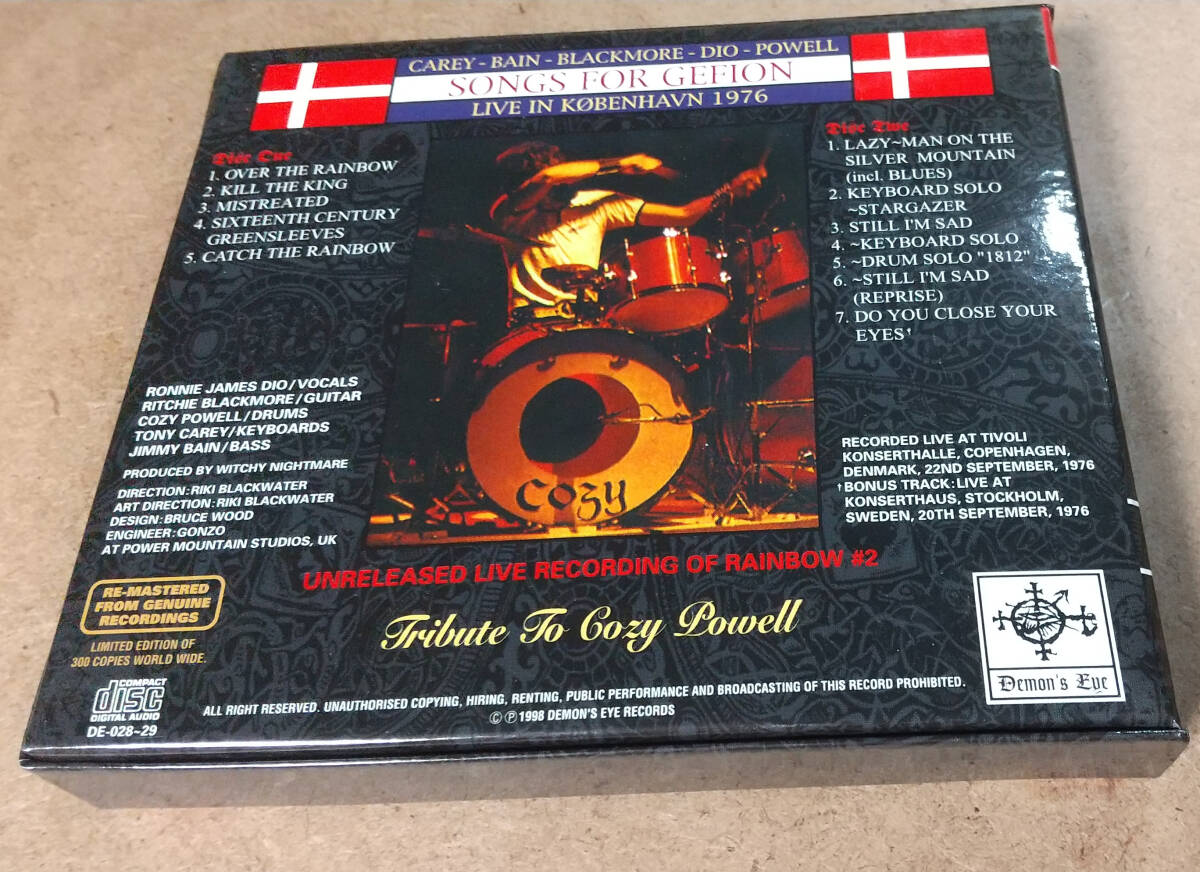 CAREY - BAIN - BLACKMORE - DIO - POWELL
SONGS FOR GEFION
LIVE IN KØBENHAVN 1976
Disc One
1. OVER THE RAINBOW
2. KILL THE KING
3. MISTREATED
4. SIXTEENTH CENTURY
GREENSLEEVES
5. CATCH THE RAINBOW
Disc Two
1. LAZY~MAN ON THE
SILVER MOUNTAIN
(incl. BLUES)
2. KEYBOARD SOLO
~STARGAZER
3. STILL I'M SAD
4. ~KEYBOARD SOLO
5. ~DRUM SOLO "1812"
6. ~STILL I'M SAD
(REPRISE)
7. DO YOU CLOSE YOUR
EYES†
COZY
RONNIE JAMES DIO/VOCALS
RITCHIE BLACKMORE/GUITAR
COZY POWELL/DRUMS
TONY CAREY/KEYBOARDS
JIMMY BAIN/BASS
PRODUCED BY WITCHY NIGHTMARE
DIRECTION:RIKI BLACKWATER
ART DIRECTION:RIKI BLACKWATER
DESIGN:BRUCE WOOD
ENGINEER:GONZO
AT POWER MOUNTAIN STUDIOS, UK
RECORDED LIVE AT TIVOLI
KONSERTHALLE, COPENHAGEN,
DENMARK, 22ND SEPTEMBER, 1976
†BONUS TRACK:LIVE AT
KONSERTHAUS, STOCKHOLM,
SWEDEN, 20TH SEPTEMBER, 1976
UNRELEASED LIVE RECORDING OF RAINBOW #2
Tribute To Cozy Powell
RE-MASTERED
FROM GENUINE
RECORDINGS
LIMITED EDITION OF
300 COPIES WORLD WIDE.
COMPACT
disc
DIGITAL AUDIO
DE-028~29
ALL RIGHT RESERVED. UNAUTHORISED COPYING, HIRING, RENTING, PUBLIC PERFORMANCE AND BROADCASTING OF THIS RECORD PROHIBITED.
© ℗ 1998 DEMON'S EYE RECORDS
Demon's Eye